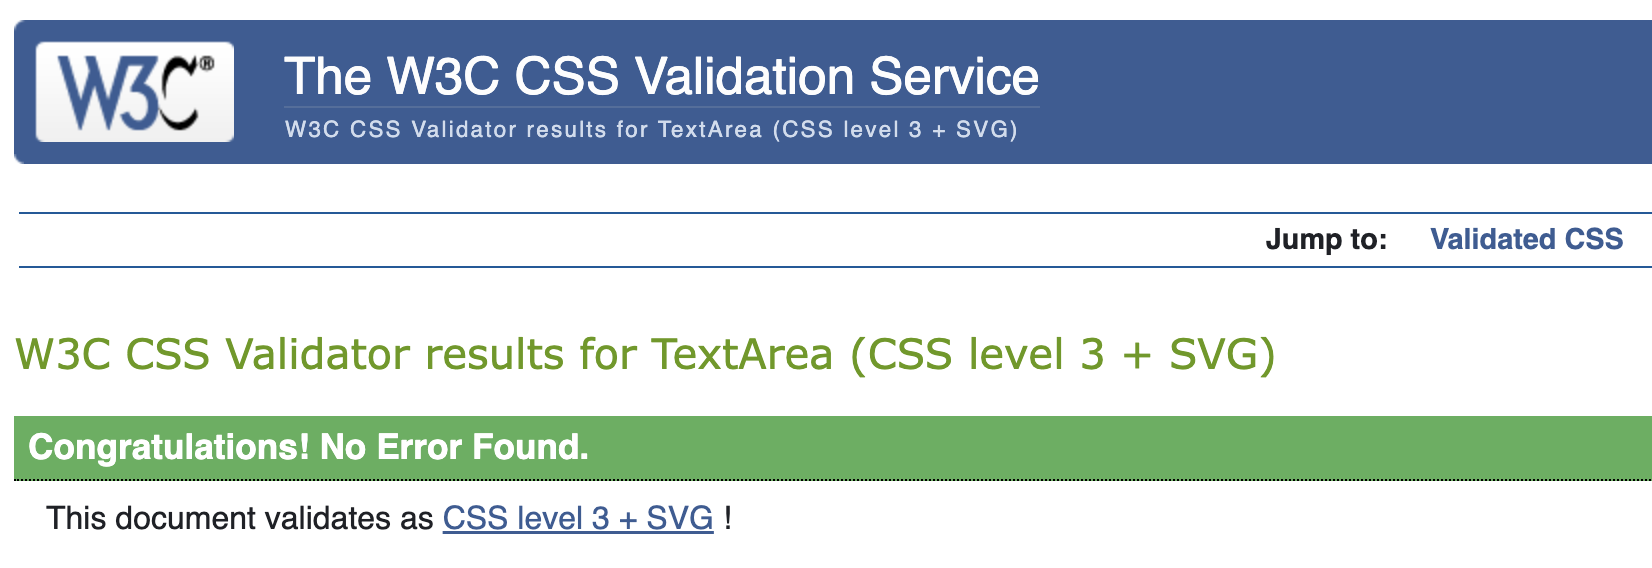 W3C®
The W3C CSS Validation Service
W3C CSS Validator results for TextArea (CSS level 3 + SVG)
Jump to: Validated CSS
W3C CSS Validator results for TextArea (CSS level 3 + SVG)
Congratulations! No Error Found.
This document validates as CSS level 3 + SVG !